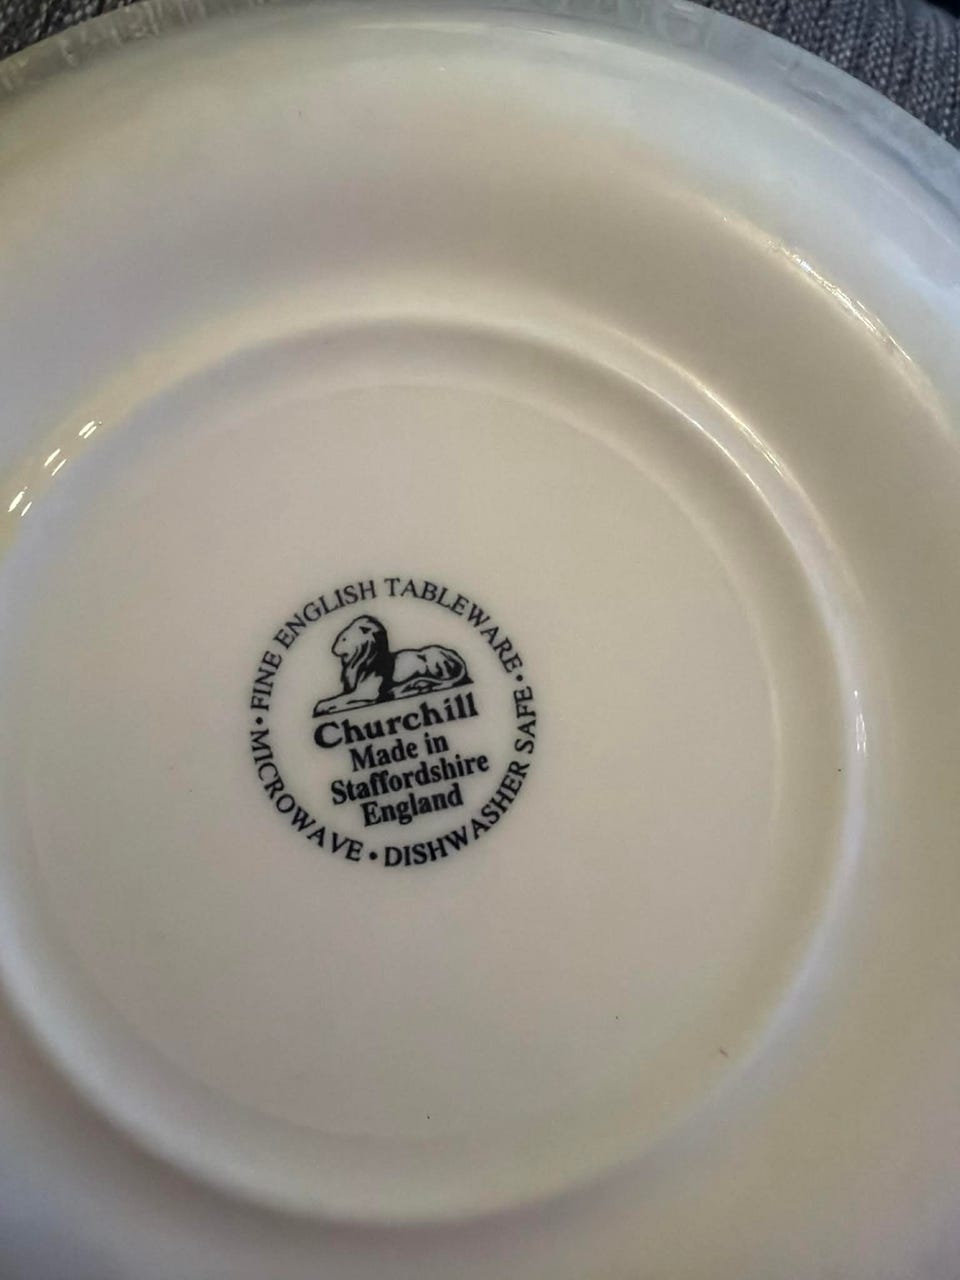 • FINE ENGLISH TABLEWARE •
Churchill
Made in
Staffordshire
England
MICROWAVE • DISHWASHER SAFE